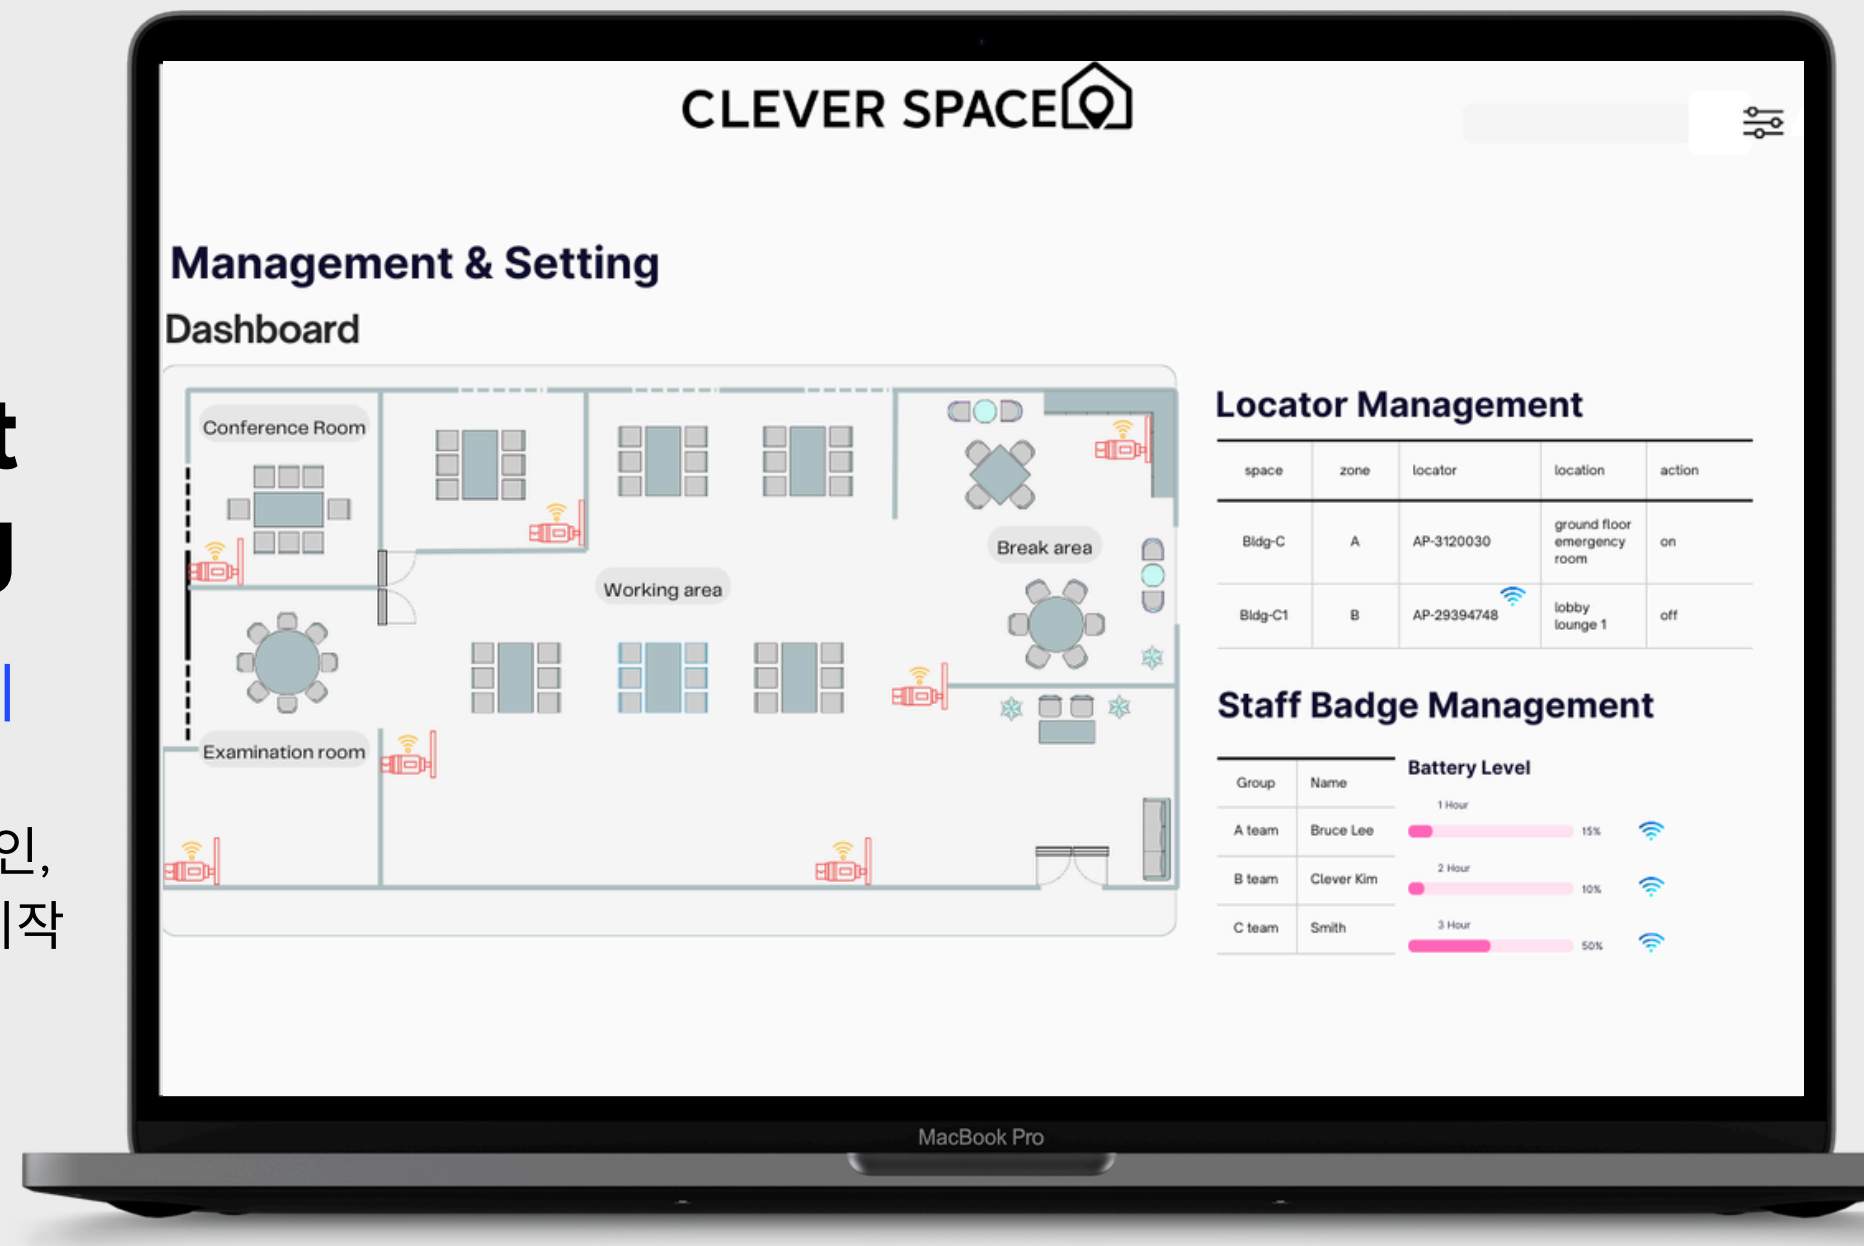 CLEVER SPACE
Management & Setting
Dashboard
Conference Room
Working area
Break area
Examination room
Locator Management
space zone locator location action
Bldg-C A AP-3120030 ground floor emergency room on
Bldg-C1 B AP-29394748 lobby lounge 1 off
Staff Badge Management
Group Name Battery Level
1 Hour
A team Bruce Lee 15%
2 Hour
B team Clever Kim 10%
3 Hour
C team Smith 50%
MacBook Pro
t
g
인,
작